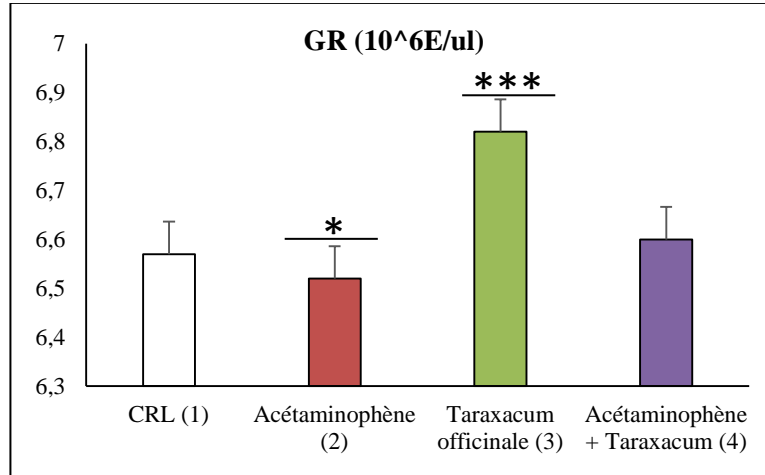 GR (10^6E/ul)
7
6,9
6,8
6,7
6,6
6,5
6,4
6,3
***
*
CRL (1)
Acétaminophène
(2)
Taraxacum
officinale (3)
Acétaminophène
+ Taraxacum (4)